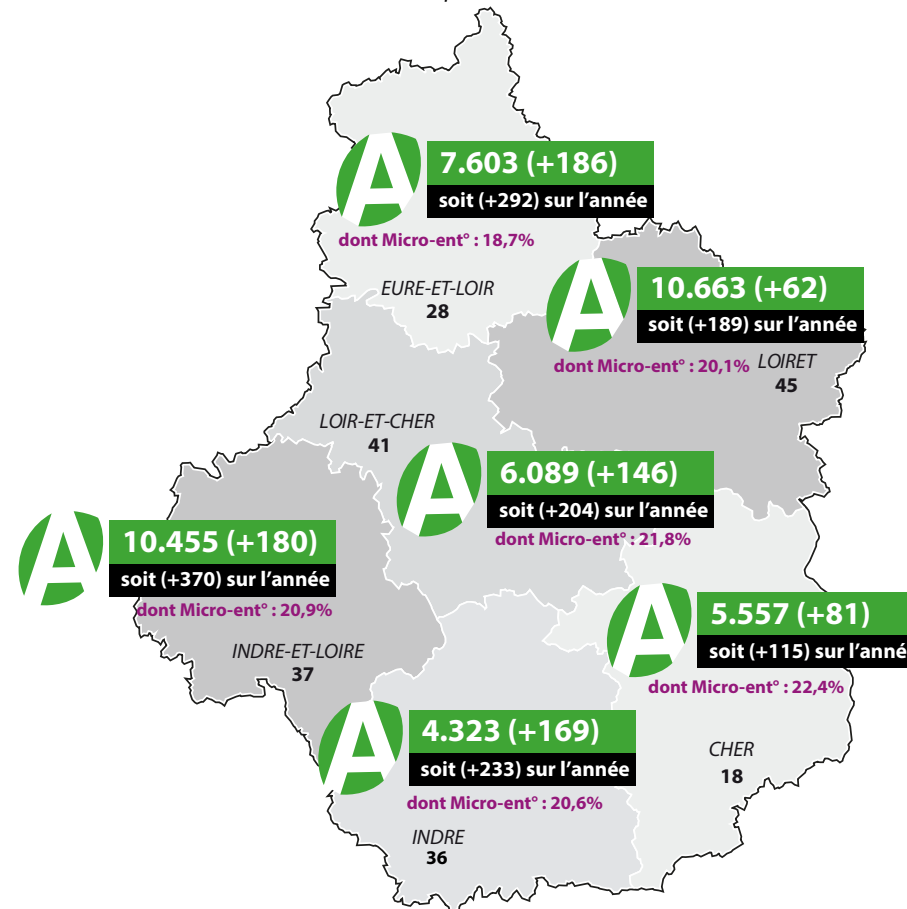 A
7.603 (+186)
soit (+292) sur l'année
dont Micro-ent° : 18,7%
EURE-ET-LOIR
28
A
10.663 (+62)
soit (+189) sur l'année
dont Micro-ent° : 20,1%
LOIRET
45
LOIR-ET-CHER
41
A
6.089 (+146)
soit (+204) sur l'année
dont Micro-ent° : 21,8%
A
10.455 (+180)
soit (+370) sur l'année
dont Micro-ent° : 20,9%
INDRE-ET-LOIRE
37
A
5.557 (+81)
soit (+115) sur l'anné
dont Micro-ent° : 22,4%
CHER
18
A
4.323 (+169)
soit (+233) sur l'année
dont Micro-ent° : 20,6%
INDRE
36